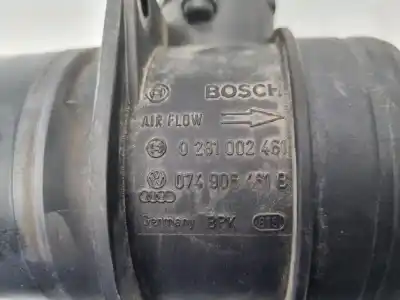 BOSCH
AIR FLOW
0 281 002 461
074 906 461 B
Germany BPK